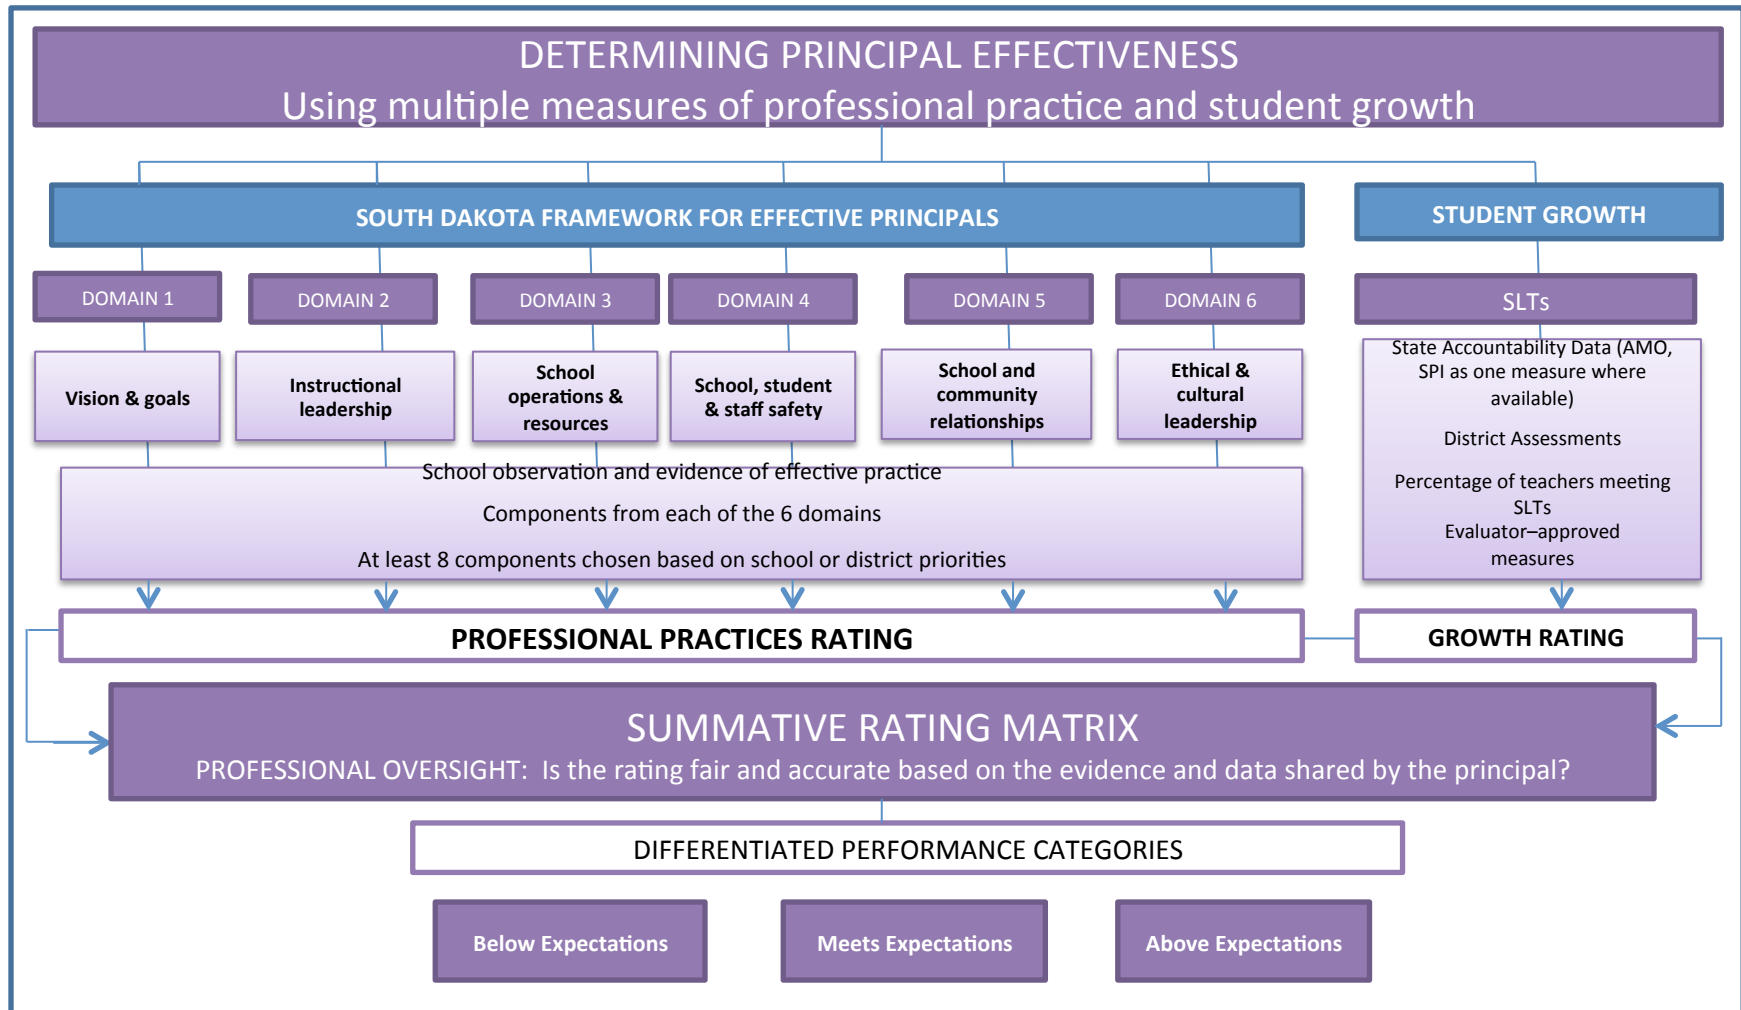 DETERMINING PRINCIPAL EFFECTIVENESS
Using multiple measures of professional practice and student growth
SOUTH DAKOTA FRAMEWORK FOR EFFECTIVE PRINCIPALS
STUDENT GROWTH
DOMAIN 1
DOMAIN 2
DOMAIN 3
DOMAIN 4
DOMAIN 5
DOMAIN 6
SLTs
Vision & goals
Instructional
leadership
School
operations &
resources
School, student
& staff safety
School and
community
relationships
Ethical &
cultural
leadership
State Accountability Data (AMO,
SPI as one measure where
available)
District Assessments
Percentage of teachers meeting
SLTs
Evaluator–approved
measures
School observation and evidence of effective practice
Components from each of the 6 domains
At least 8 components chosen based on school or district priorities
PROFESSIONAL PRACTICES RATING
GROWTH RATING
SUMMATIVE RATING MATRIX
PROFESSIONAL OVERSIGHT: Is the rating fair and accurate based on the evidence and data shared by the principal?
DIFFERENTIATED PERFORMANCE CATEGORIES
Below Expectations
Meets Expectations
Above Expectations